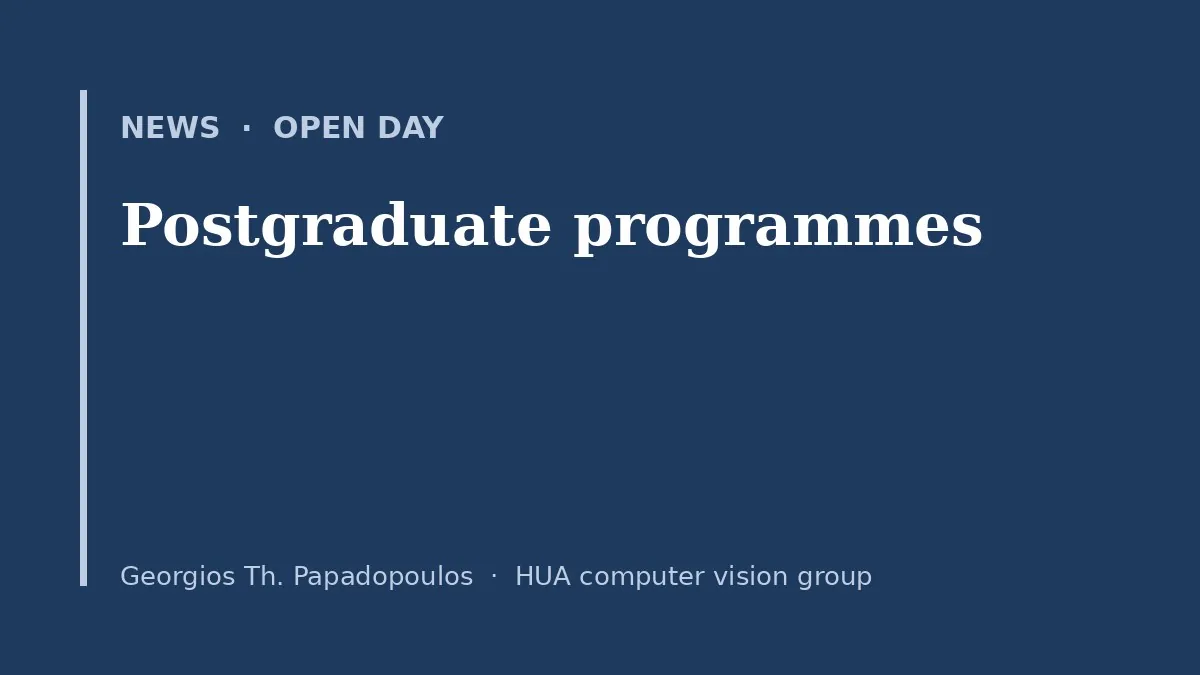 NEWS · OPEN DAY
Postgraduate programmes
Georgios Th. Papadopoulos · HUA computer vision group